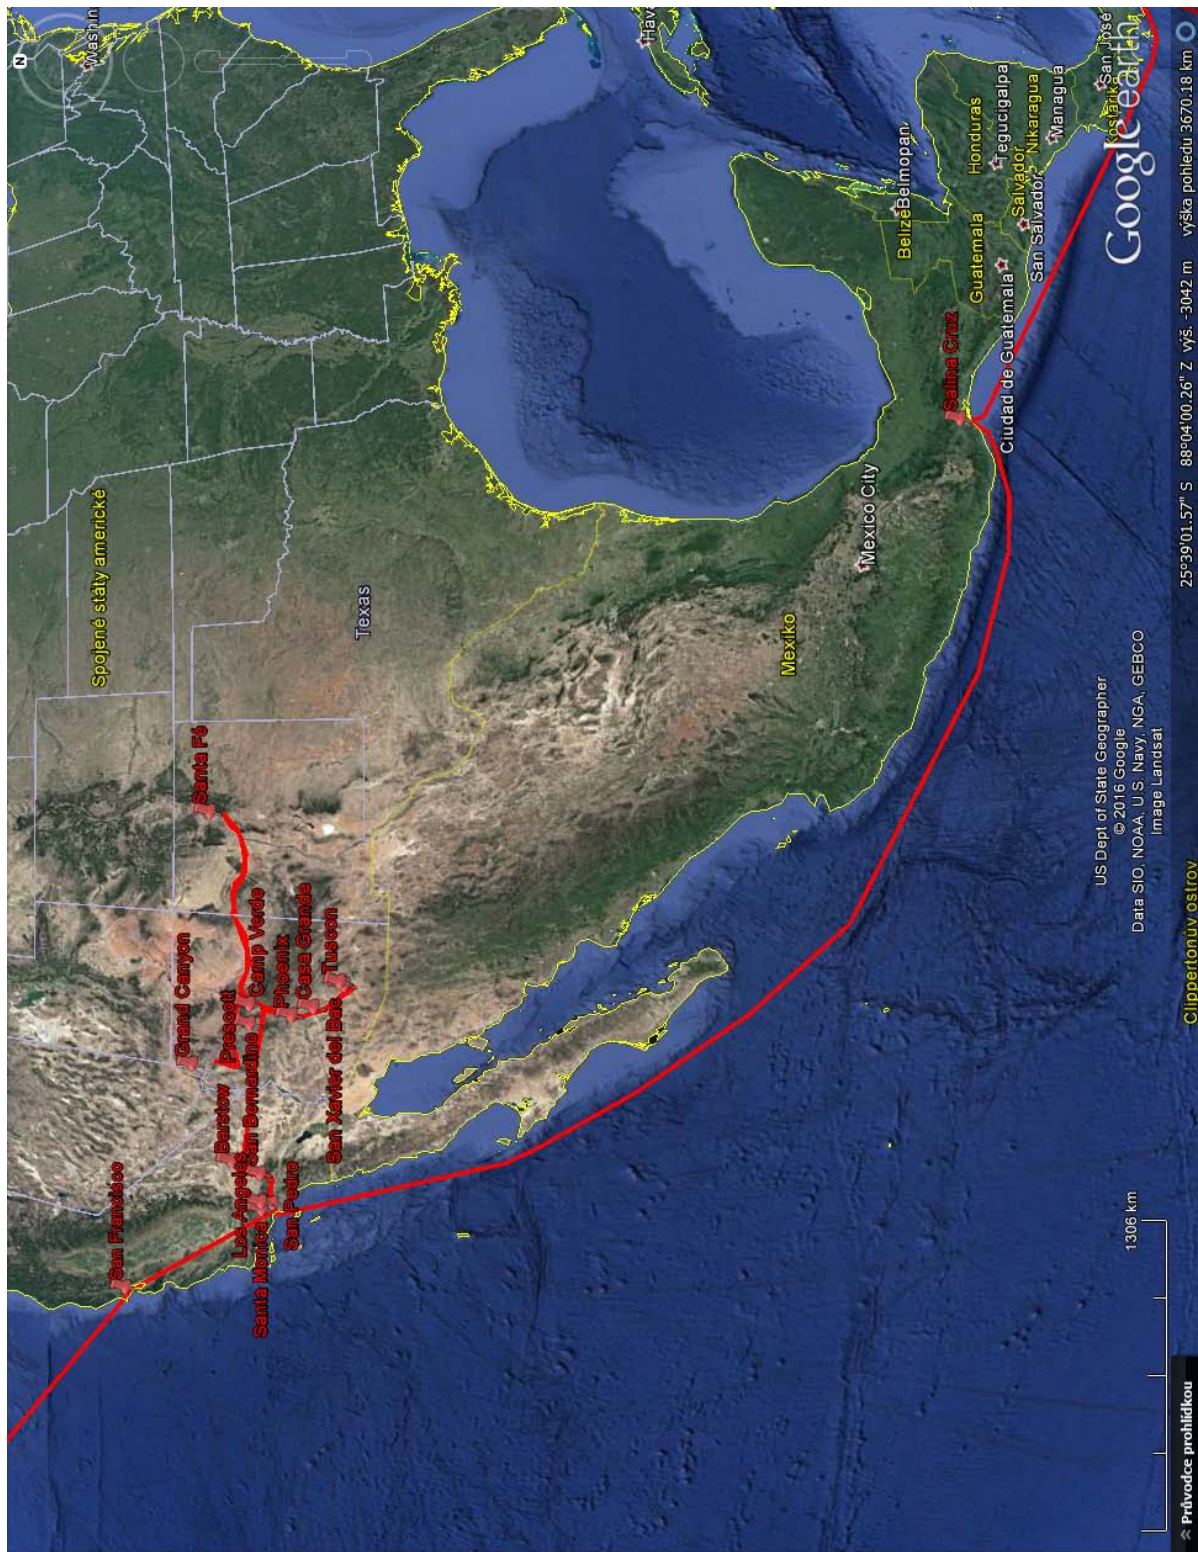 N
Washin
Spojené státy americké
San Francisco
Grand Canyon
Santa Fé
Barstow
Prescott
Los Angeles
San Bernardino
Camp Verde
Santa Monica
Phoenix
San Pedro
Casa Grande
San Xavier del Bac
Tuscon
Texas
Hava
Mexiko
Mexico City
Belize
Belmopan
Salina Cruz
Guatemala
Honduras
Ciudad de Guatemala
Tegucigalpa
Salvador
San Salvador
Nikaragua
Managua
San José
Kostarika
US Dept of State Geographer
© 2016 Google
Data SIO, NOAA, U.S. Navy, NGA, GEBCO
Image Landsat
1306 km
Google earth
Clippertonův ostrov
Průvodce prohlídkou
25°39'01.57" S 88°04'00.26" Z výš. -3042 m výška pohledu 3670.18 km